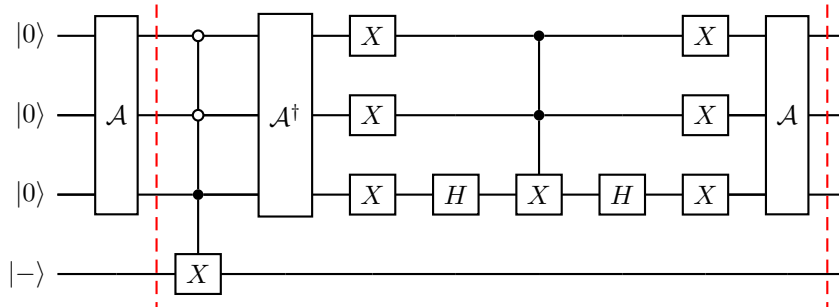 |0⟩ X X
|0⟩ 𝒜 𝒜† X X 𝒜
|0⟩ X H X H X
|−⟩ X